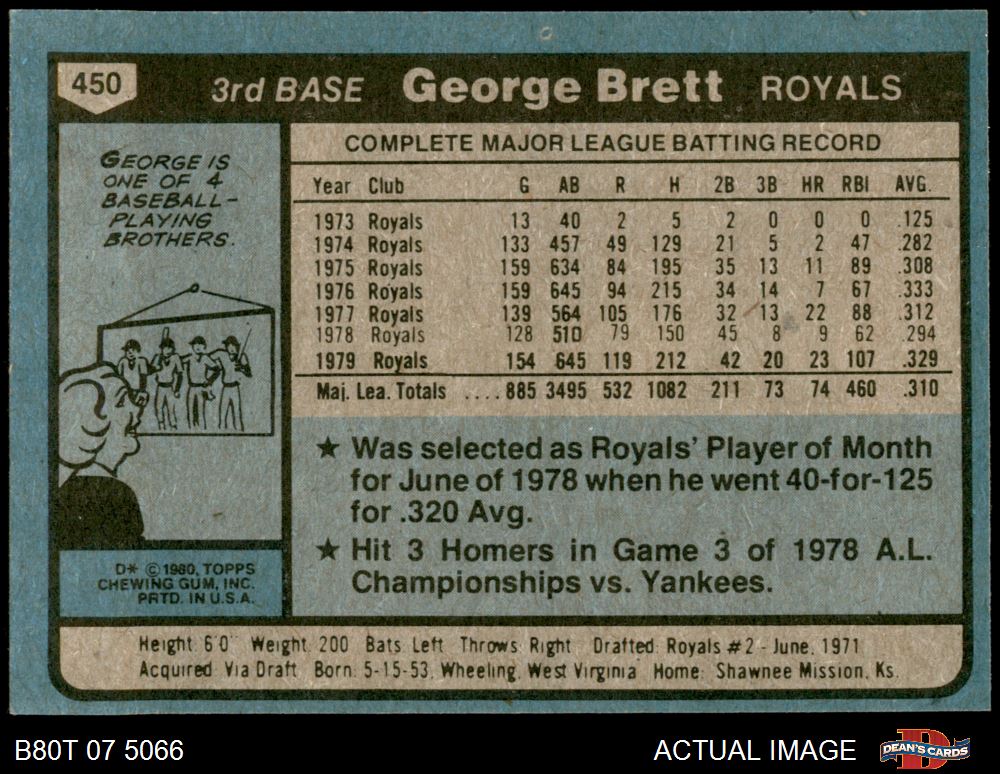 450 3rd BASE George Brett ROYALS
GEORGE IS
ONE OF 4
BASEBALL-
PLAYING
BROTHERS.
COMPLETE MAJOR LEAGUE BATTING RECORD
Year Club G AB R H 2B 3B HR RBI AVG.
1973 Royals 13 40 2 5 2 0 0 0 .125
1974 Royals 133 457 49 129 21 5 2 47 .282
1975 Royals 159 634 84 195 35 13 11 89 .308
1976 Royals 159 645 94 215 34 14 7 67 .333
1977 Royals 139 564 105 176 32 13 22 88 .312
1978 Royals 128 510 79 150 45 8 9 62 .294
1979 Royals 154 645 119 212 42 20 23 107 .329
Maj. Lea. Totals ....885 3495 532 1082 211 73 74 460 .310
★ Was selected as Royals' Player of Month
for June of 1978 when he went 40-for-125
for .320 Avg.
★ Hit 3 Homers in Game 3 of 1978 A.L.
Championships vs. Yankees.
D* © 1980, TOPPS
CHEWING GUM, INC.
PRTD. IN U.S.A.
Height: 6'0" Weight: 200 Bats: Left Throws: Right Drafted: Royals #2 - June, 1971
Acquired: Via Draft Born: 5-15-53, Wheeling, West Virginia Home: Shawnee Mission, Ks.
B80T 07 5066 ACTUAL IMAGE DEAN'S CARDS